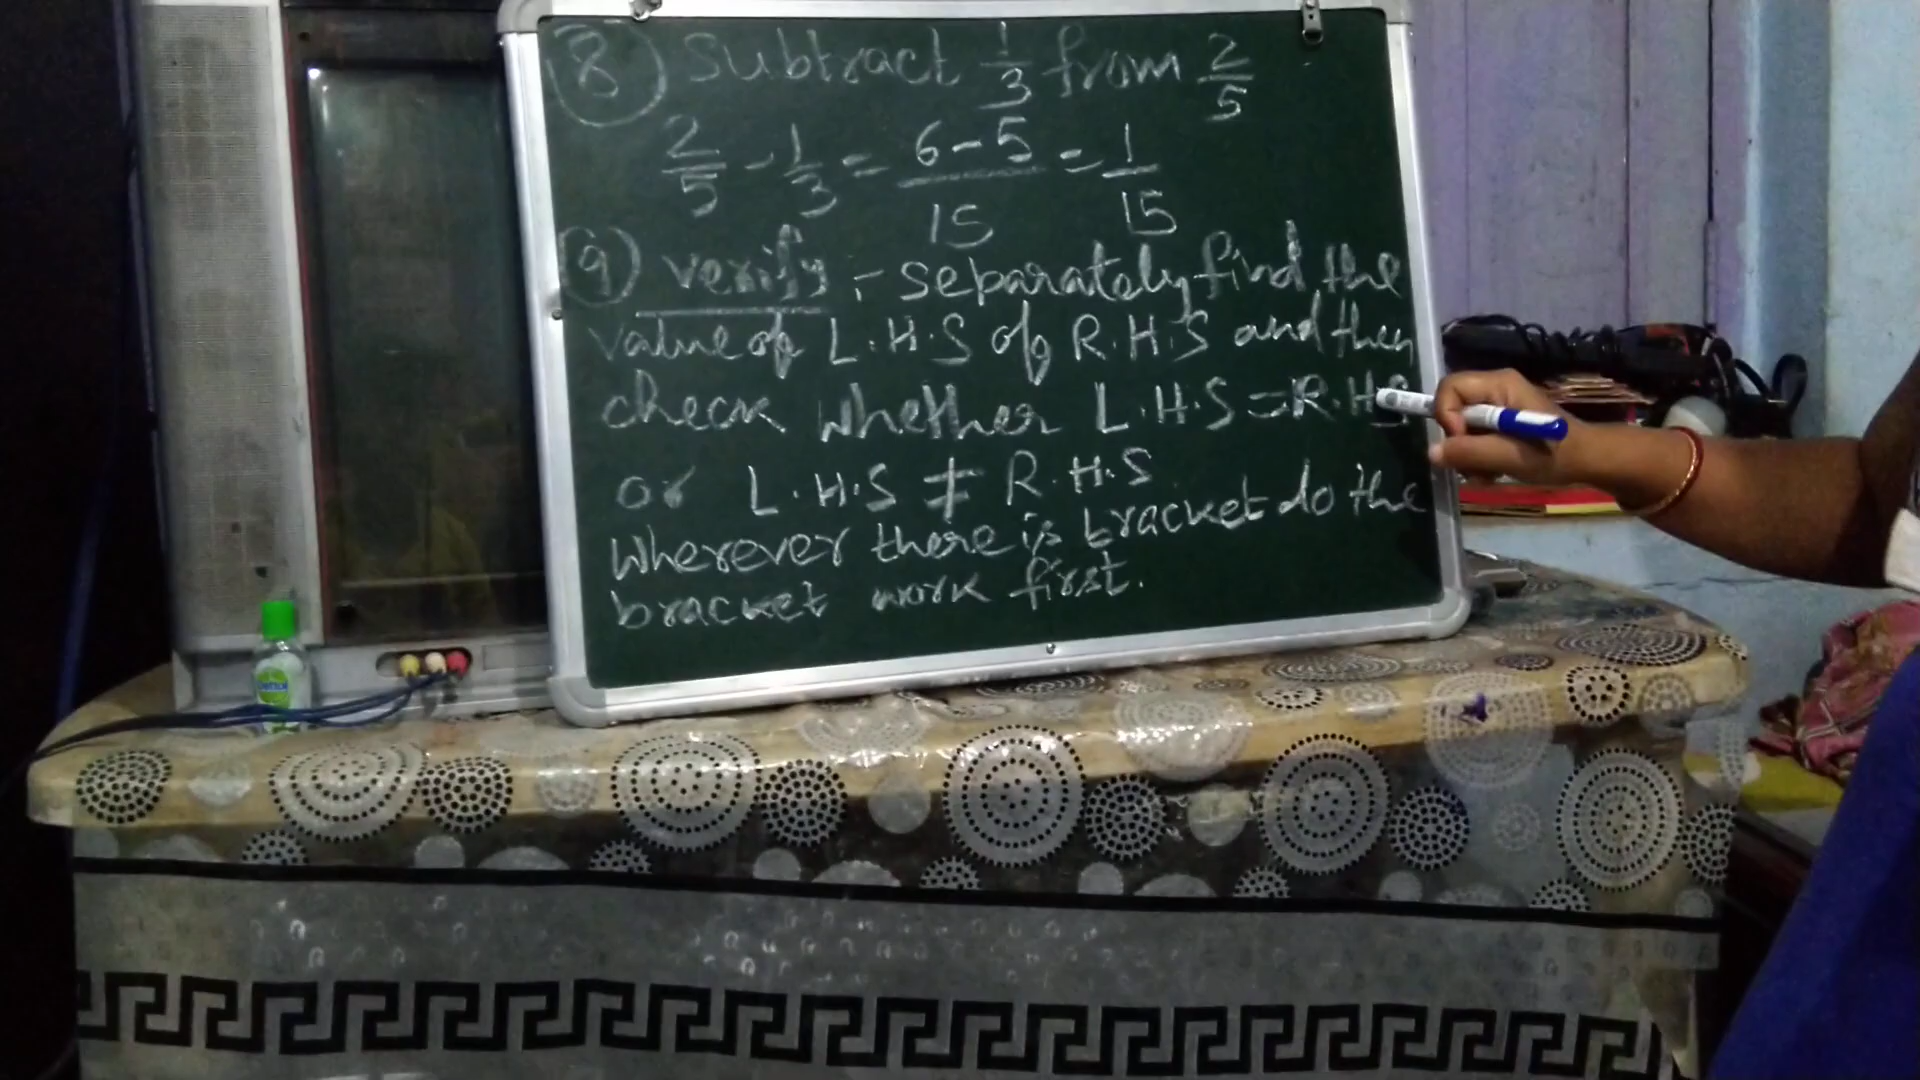 8 Subtract 1/3 from 2/5
2/5 - 1/3 = 6-5/15 = 1/15
9 verify :- separately find the
value of L.H.S of R.H.S and then
check whether L.H.S = R.H.S
or L.H.S ≠ R.H.S
wherever there is bracket do the
bracket work first.